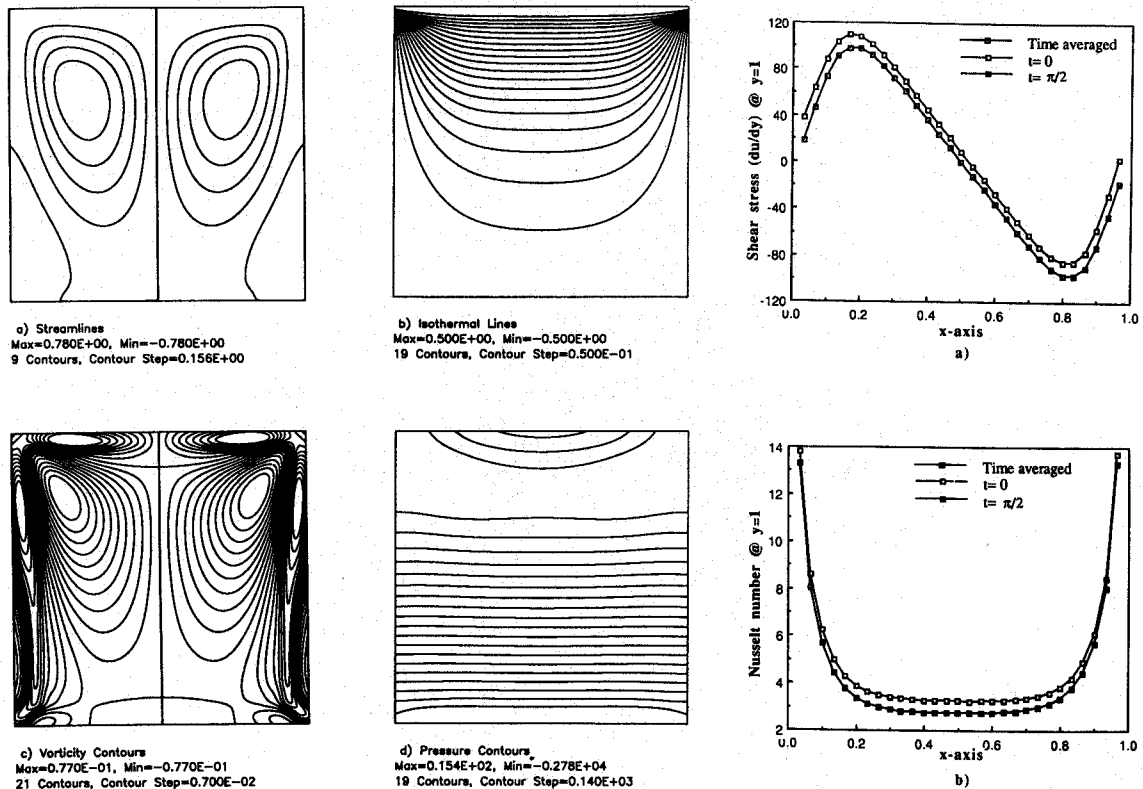 a) Streamlines
Max=0.780E+00, Min=-0.780E+00
9 Contours, Contour Step=0.156E+00
b) Isothermal Lines
Max=0.500E+00, Min=-0.500E+00
19 Contours, Contour Step=0.500E-01
120
80
40
0
-40
-80
-120
Shear stress (du/dy) @ y=1
Time averaged
t= 0
t= π/2
0.0 0.2 0.4 0.6 0.8 1.0
x-axis
a)
c) Vorticity Contours
Max=0.770E-01, Min=-0.770E-01
21 Contours, Contour Step=0.700E-02
d) Pressure Contours
Max=0.154E+02, Min=-0.278E+04
19 Contours, Contour Step=0.140E+03
14
12
10
8
6
4
2
Nusselt number @ y=1
Time averaged
t= 0
t= π/2
0.0 0.2 0.4 0.6 0.8 1.0
x-axis
b)